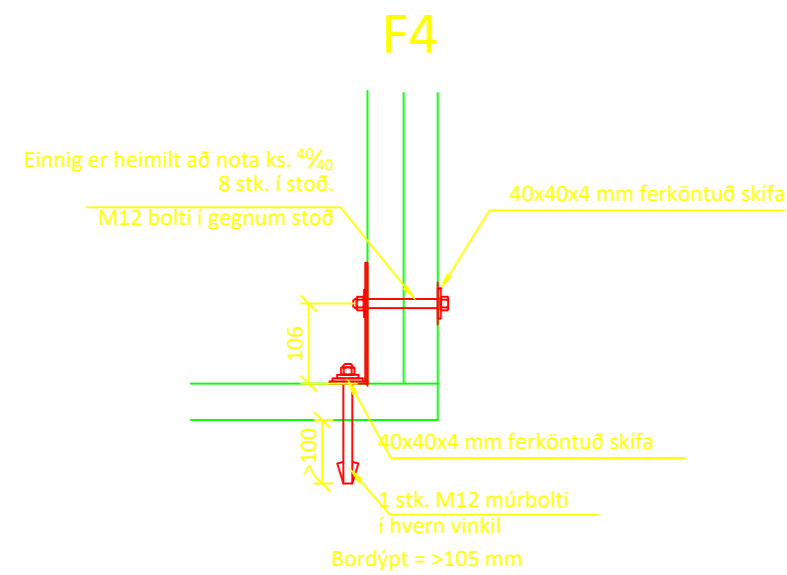 F4
Einnig er heimilt að nota ks. 40/40
8 stk. í stoð.
M12 bolti í gegnum stoð
40x40x4 mm ferköntuð skífa
106
>100
40x40x4 mm ferköntuð skífa
1 stk. M12 múrbolti
í hvern vinkil
Bordýpt = >105 mm